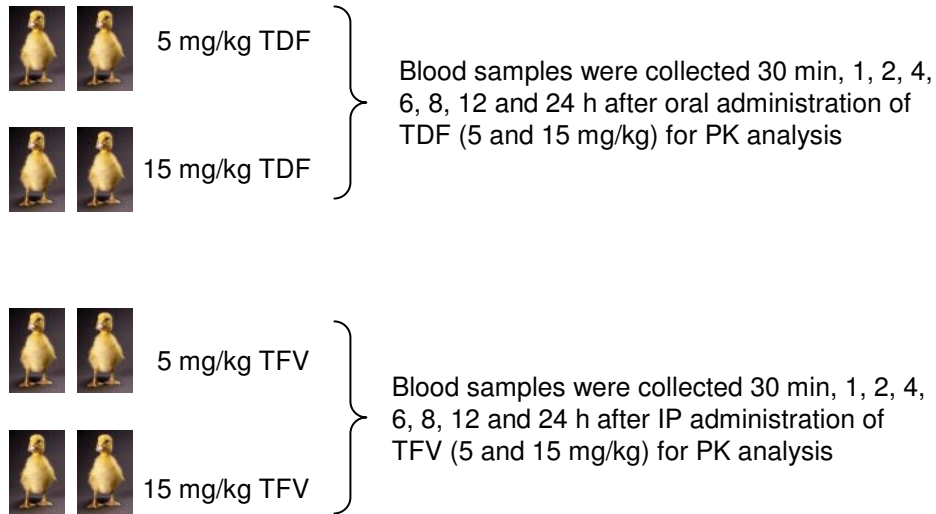 5 mg/kg TDF
15 mg/kg TDF
Blood samples were collected 30 min, 1, 2, 4,
6, 8, 12 and 24 h after oral administration of
TDF (5 and 15 mg/kg) for PK analysis
5 mg/kg TFV
15 mg/kg TFV
Blood samples were collected 30 min, 1, 2, 4,
6, 8, 12 and 24 h after IP administration of
TFV (5 and 15 mg/kg) for PK analysis